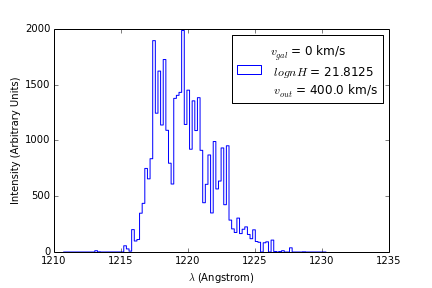 2000
1500
1000
500
0
Intensity (Arbitrary Units)
v_gal = 0 km/s
lognH = 21.8125
v_out = 400.0 km/s
1210 1215 1220 1225 1230 1235
λ (Angstrom)